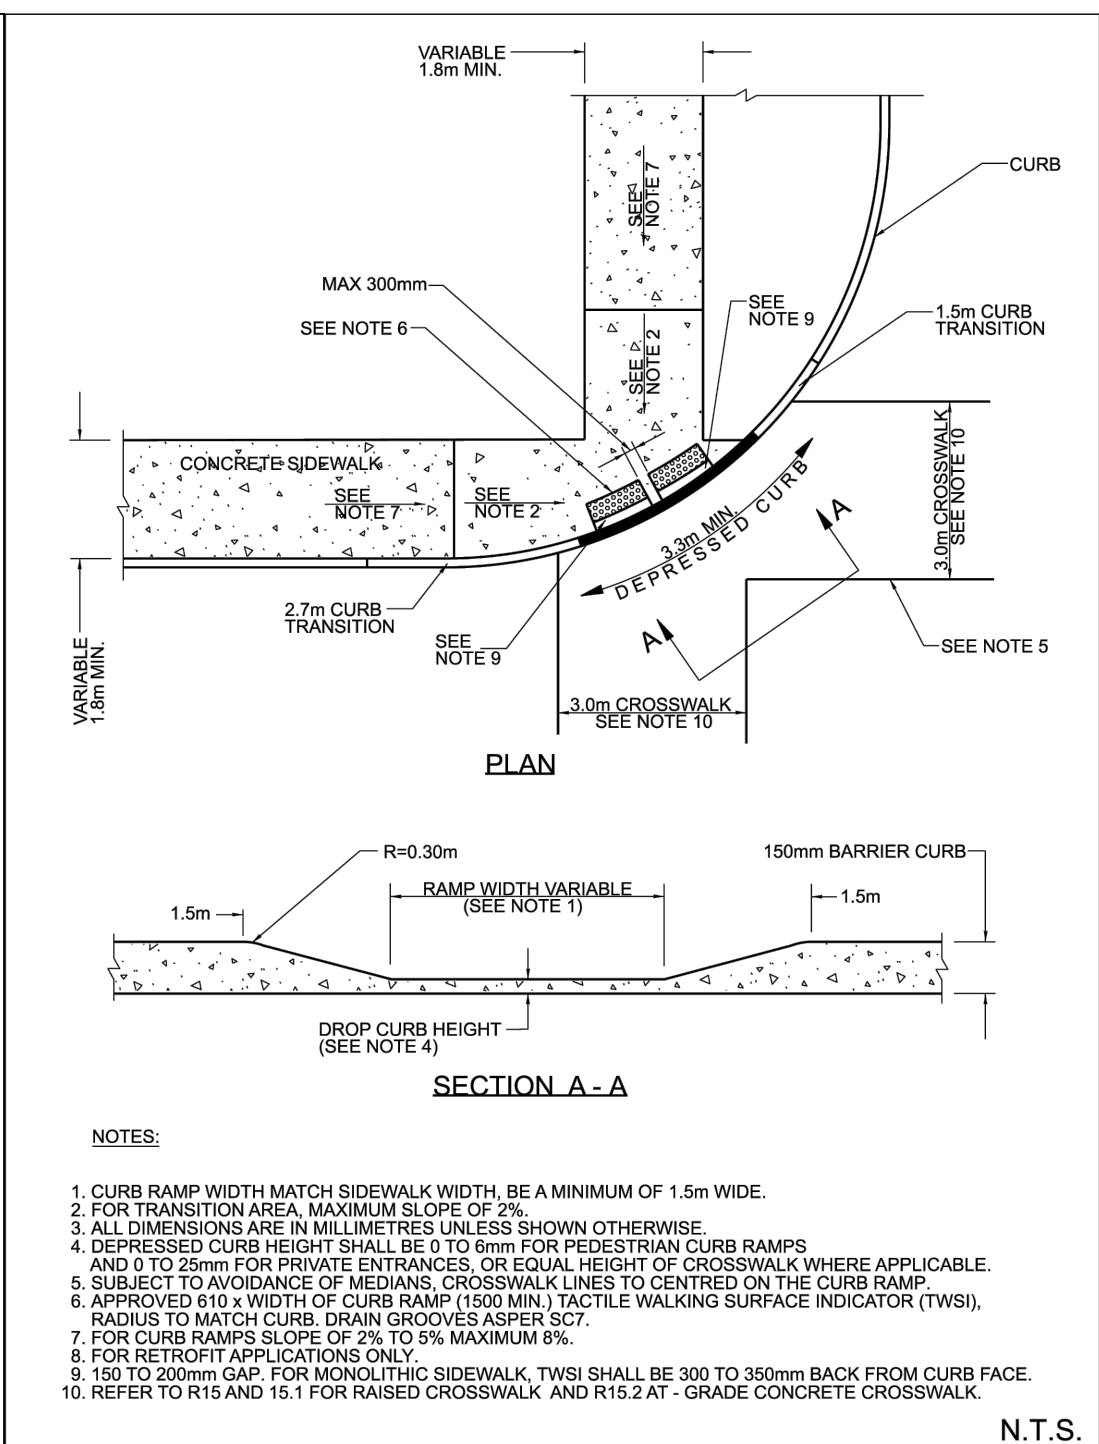 VARIABLE
1.8m MIN.
CURB
SEE
NOTE 7
MAX 300mm
SEE
NOTE 9
SEE NOTE 6
1.5m CURB
TRANSITION
SEE
NOTE 2
CONCRETE SIDEWALK
SEE
NOTE 7
SEE
NOTE 2
3.0m CROSSWALK
SEE NOTE 10
3.3m MIN.
DEPRESSED CURB
A
A
2.7m CURB
TRANSITION
SEE
NOTE 9
SEE NOTE 5
VARIABLE
1.8m MIN.
3.0m CROSSWALK
SEE NOTE 10
PLAN
R=0.30m
150mm BARRIER CURB
RAMP WIDTH VARIABLE
(SEE NOTE 1)
1.5m
1.5m
DROP CURB HEIGHT
(SEE NOTE 4)
SECTION A - A
NOTES:
1. CURB RAMP WIDTH MATCH SIDEWALK WIDTH, BE A MINIMUM OF 1.5m WIDE.
2. FOR TRANSITION AREA, MAXIMUM SLOPE OF 2%.
3. ALL DIMENSIONS ARE IN MILLIMETRES UNLESS SHOWN OTHERWISE.
4. DEPRESSED CURB HEIGHT SHALL BE 0 TO 6mm FOR PEDESTRIAN CURB RAMPS
AND 0 TO 25mm FOR PRIVATE ENTRANCES, OR EQUAL HEIGHT OF CROSSWALK WHERE APPLICABLE.
5. SUBJECT TO AVOIDANCE OF MEDIANS, CROSSWALK LINES TO CENTRED ON THE CURB RAMP.
6. APPROVED 610 x WIDTH OF CURB RAMP (1500 MIN.) TACTILE WALKING SURFACE INDICATOR (TWSI),
RADIUS TO MATCH CURB. DRAIN GROOVES ASPER SC7.
7. FOR CURB RAMPS SLOPE OF 2% TO 5% MAXIMUM 8%.
8. FOR RETROFIT APPLICATIONS ONLY.
9. 150 TO 200mm GAP. FOR MONOLITHIC SIDEWALK, TWSI SHALL BE 300 TO 350mm BACK FROM CURB FACE.
10. REFER TO R15 AND 15.1 FOR RAISED CROSSWALK AND R15.2 AT - GRADE CONCRETE CROSSWALK.
N.T.S.